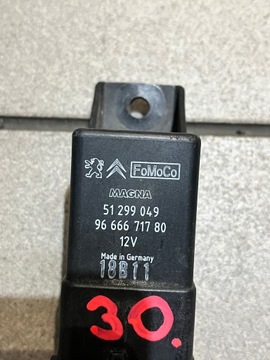 FoMoCo
MAGNA
51 299 049
96 666 717 80
12V
Made in Germany
18B11
30.